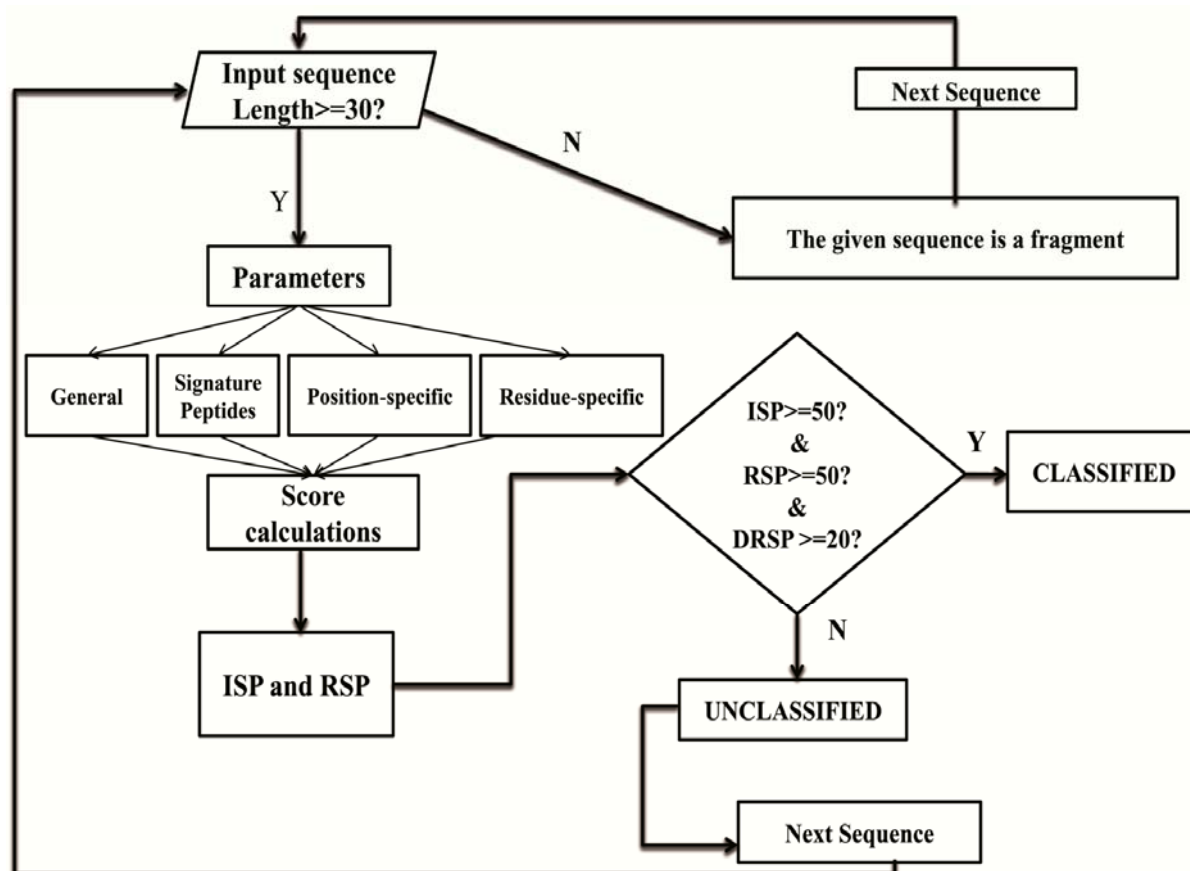 Input sequence
Length>=30?
Next Sequence
N
Y
The given sequence is a fragment
Parameters
General
Signature
Peptides
Position-specific
Residue-specific
ISP>=50?
&
RSP>=50?
&
DRSP >=20?
Y
CLASSIFIED
Score
calculations
N
ISP and RSP
UNCLASSIFIED
Next Sequence